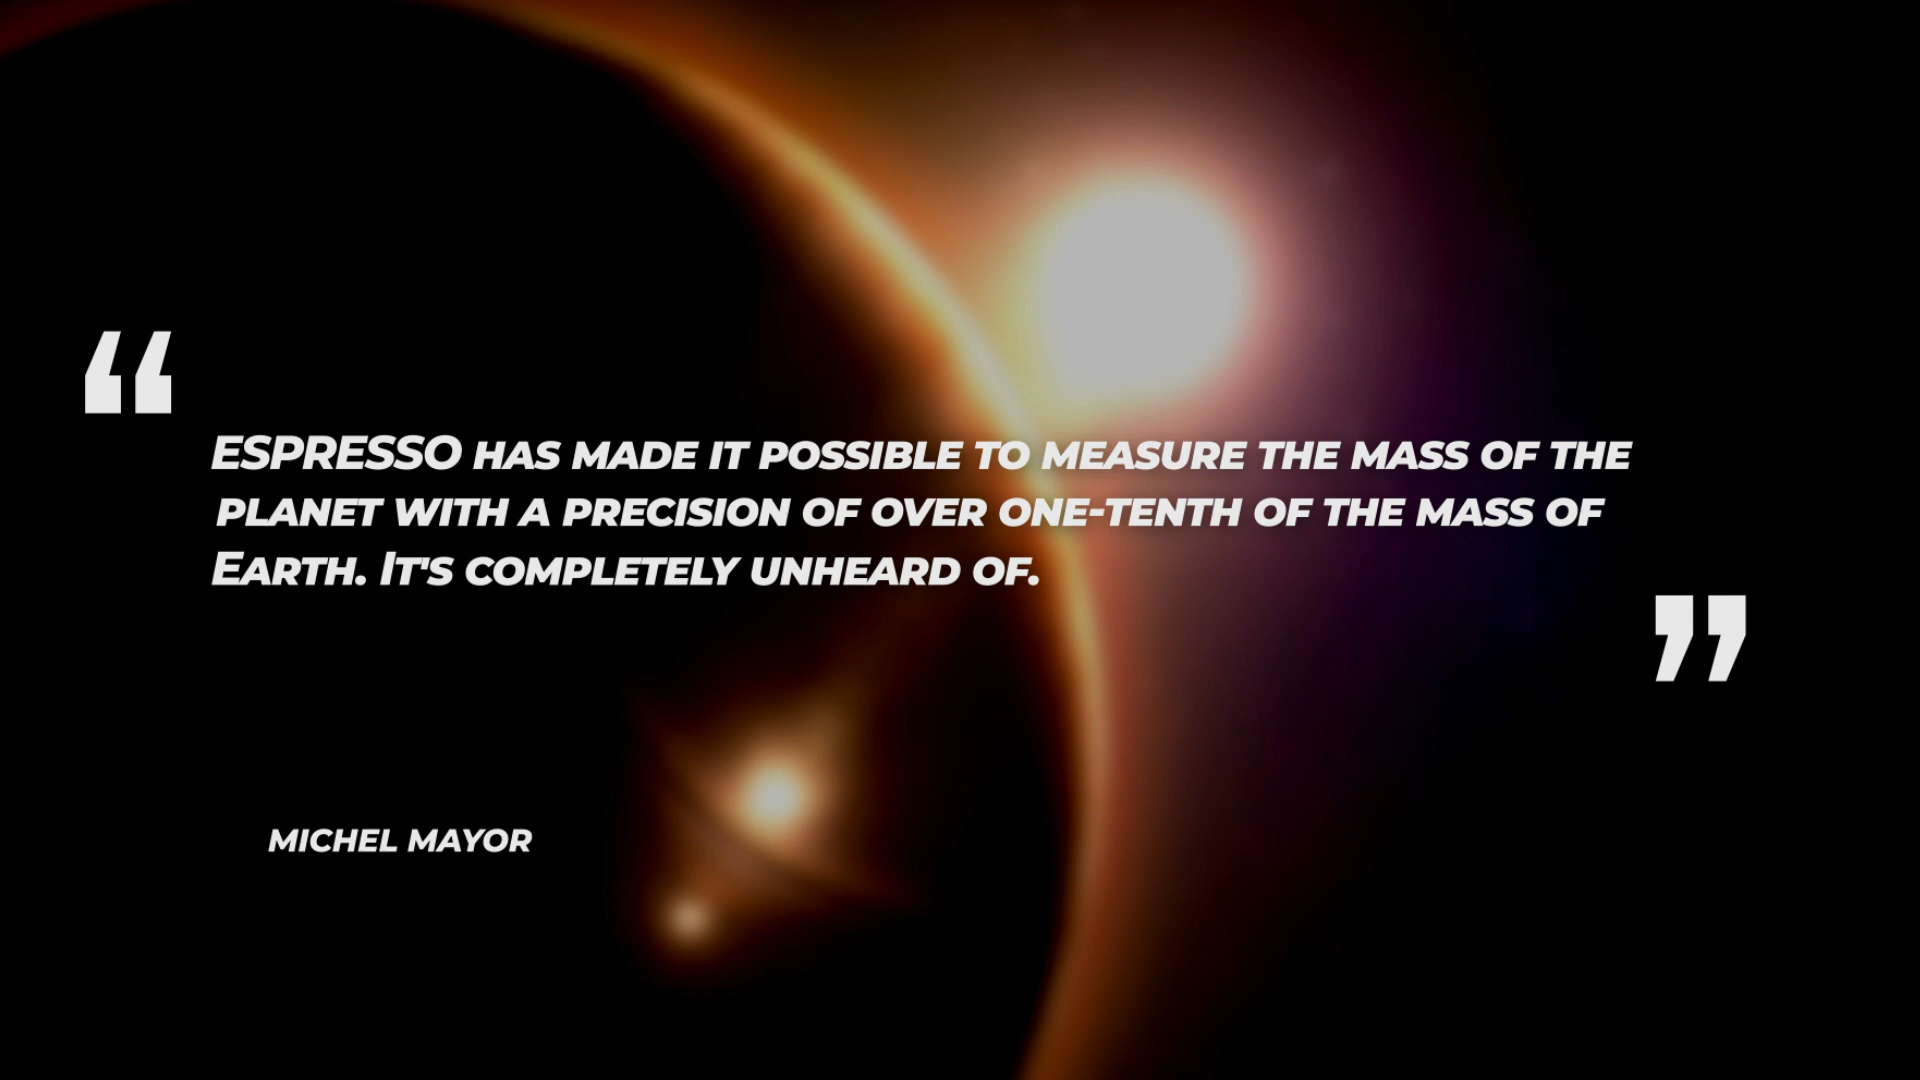 “
ESPRESSO HAS MADE IT POSSIBLE TO MEASURE THE MASS OF THE
PLANET WITH A PRECISION OF OVER ONE-TENTH OF THE MASS OF
EARTH. IT'S COMPLETELY UNHEARD OF.
”
MICHEL MAYOR